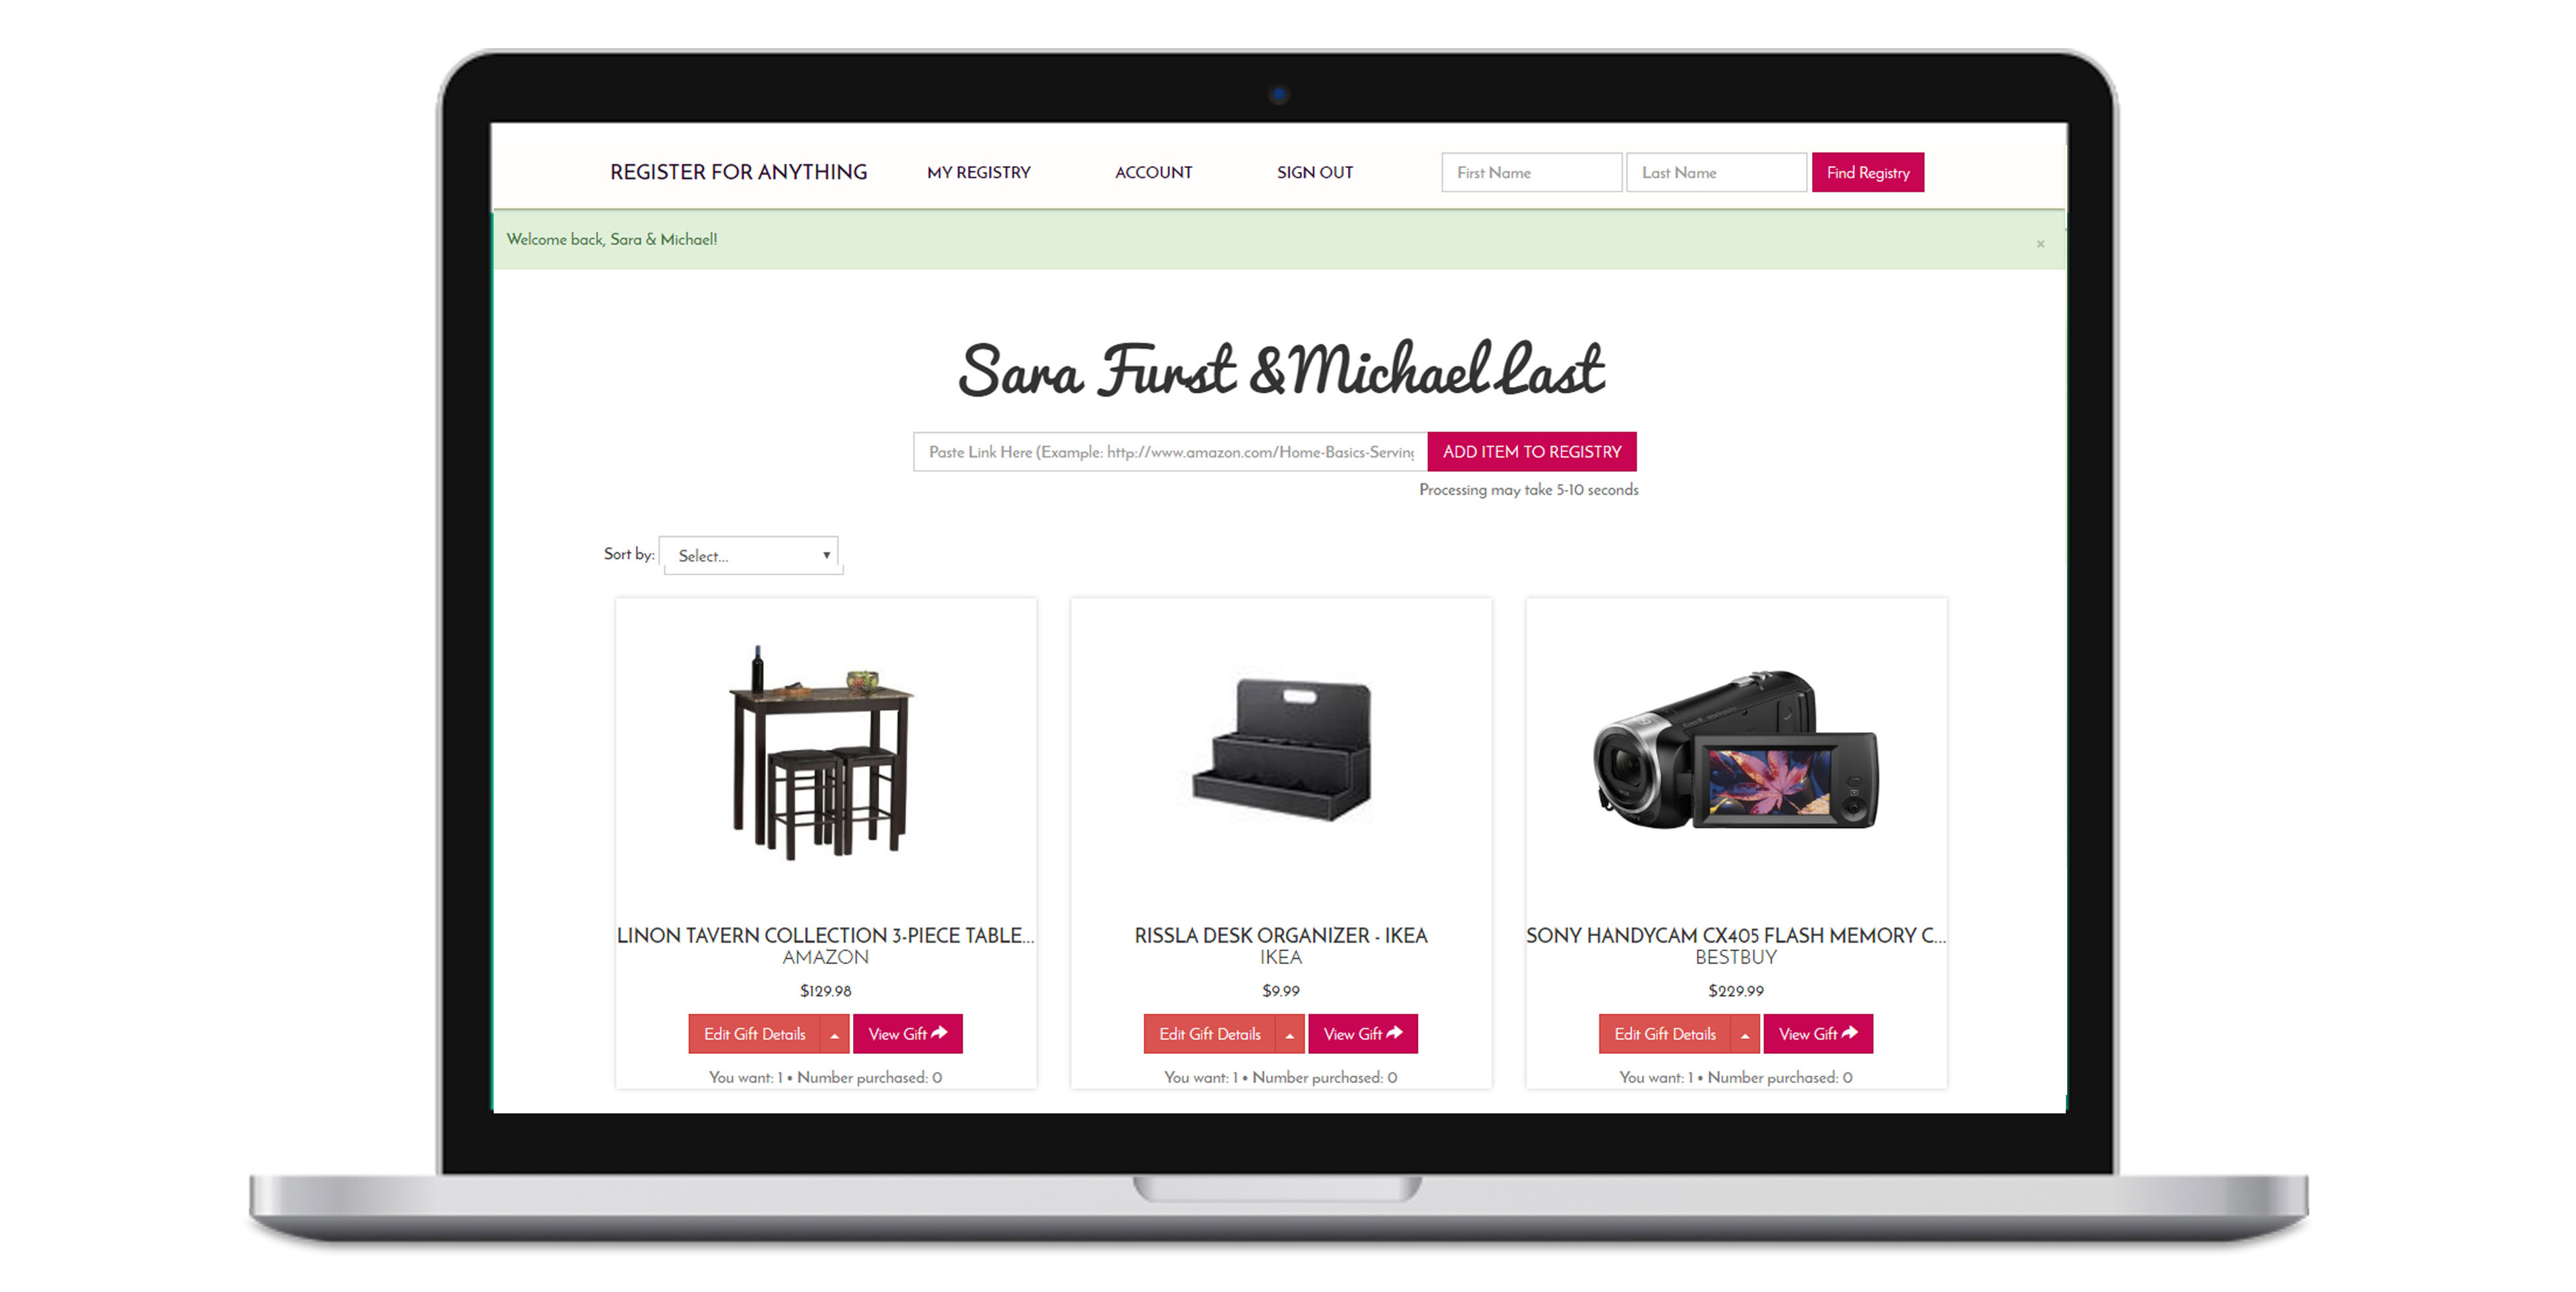 REGISTER FOR ANYTHING MY REGISTRY ACCOUNT SIGN OUT First Name Last Name Find Registry
Welcome back, Sara & Michael! ×
Sara Furst & Michael Last
Paste Link Here (Example: http://www.amazon.com/Home-Basics-Serving ADD ITEM TO REGISTRY
Processing may take 5-10 seconds
Sort by: Select...
LINON TAVERN COLLECTION 3-PIECE TABLE...
AMAZON
$129.98
Edit Gift Details View Gift
You want: 1 • Number purchased: 0
RISSLA DESK ORGANIZER - IKEA
IKEA
$9.99
Edit Gift Details View Gift
You want: 1 • Number purchased: 0
SONY HANDYCAM CX405 FLASH MEMORY C...
BESTBUY
$229.99
Edit Gift Details View Gift
You want: 1 • Number purchased: 0